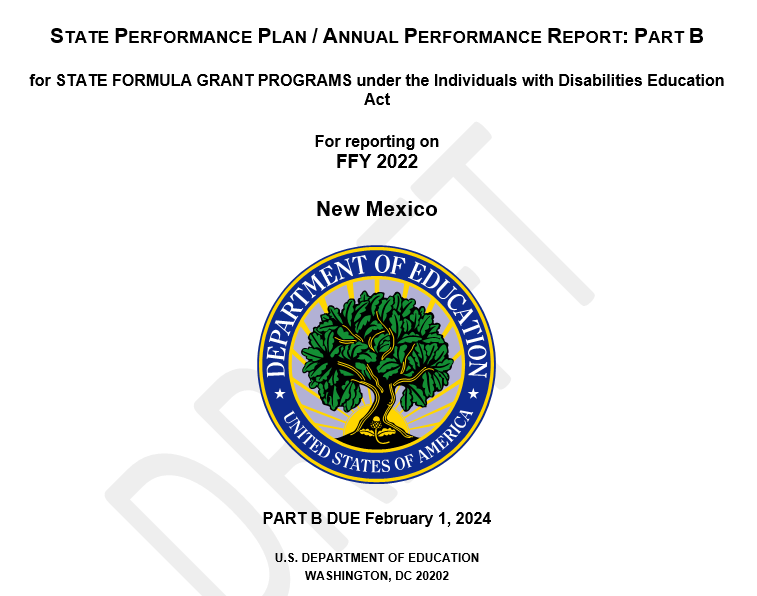 STATE PERFORMANCE PLAN / ANNUAL PERFORMANCE REPORT: PART B
for STATE FORMULA GRANT PROGRAMS under the Individuals with Disabilities Education
Act
For reporting on
FFY 2022
New Mexico
DEPARTMENT OF EDUCATION
UNITED STATES OF AMERICA
DRAFT
PART B DUE February 1, 2024
U.S. DEPARTMENT OF EDUCATION
WASHINGTON, DC 20202